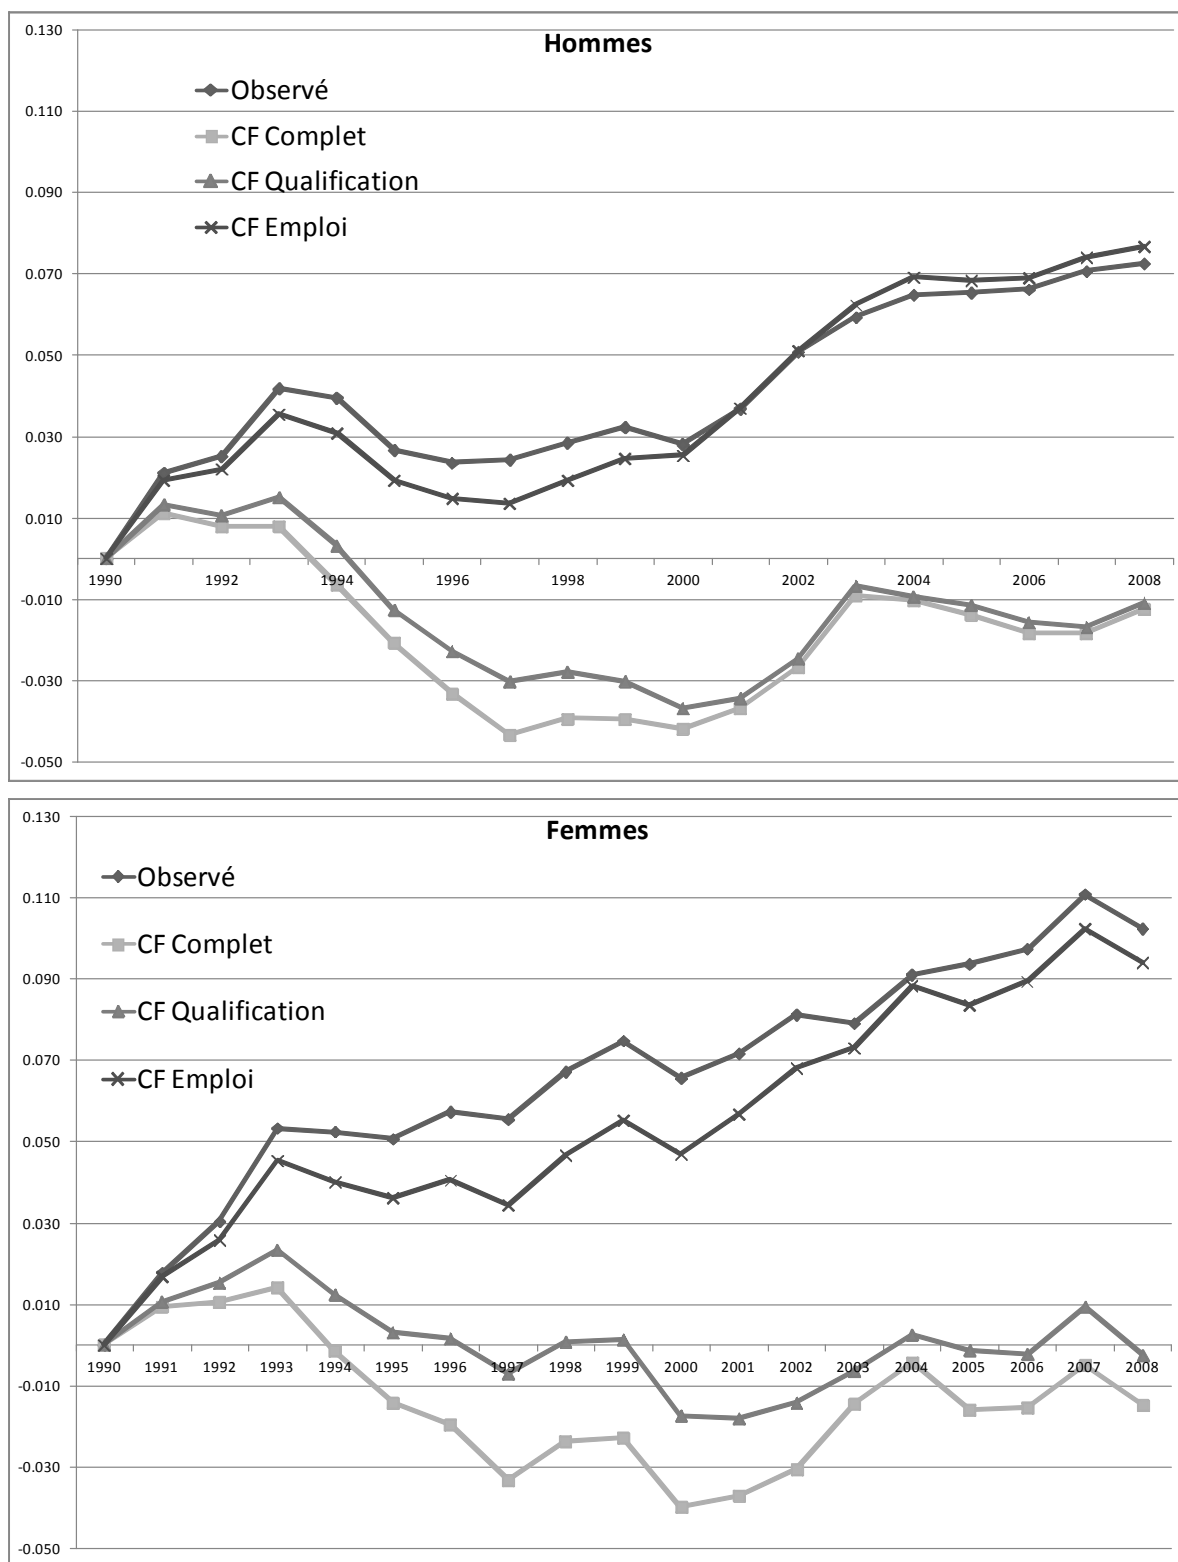 Hommes
0.130
0.110
0.090
0.070
0.050
0.030
0.010
-0.010
-0.030
-0.050
Observé
CF Complet
CF Qualification
CF Emploi
1990 1992 1994 1996 1998 2000 2002 2004 2006 2008
Femmes
0.130
0.110
0.090
0.070
0.050
0.030
0.010
-0.010
-0.030
-0.050
Observé
CF Complet
CF Qualification
CF Emploi
1990 1991 1992 1993 1994 1995 1996 1997 1998 1999 2000 2001 2002 2003 2004 2005 2006 2007 2008